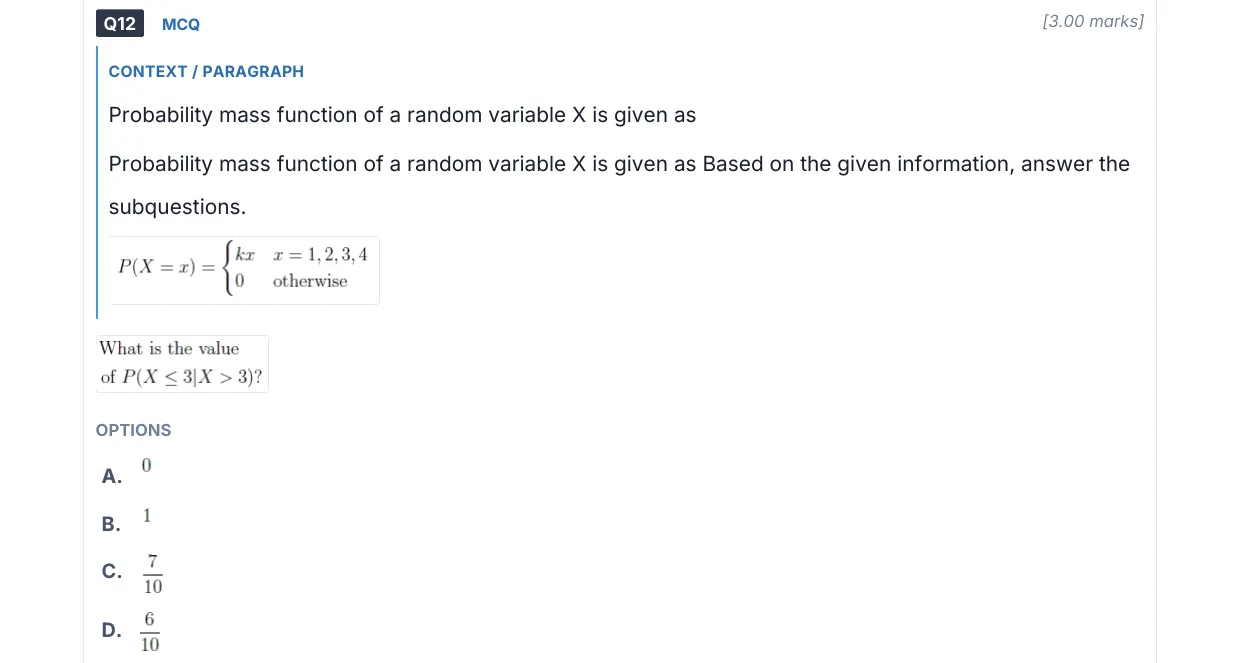 Q12 MCQ [3.00 marks]
CONTEXT / PARAGRAPH
Probability mass function of a random variable X is given as
Probability mass function of a random variable X is given as Based on the given information, answer the
subquestions.
P(X = x) = { kx x = 1, 2, 3, 4
0 otherwise
What is the value
of P(X ≤ 3|X > 3)?
OPTIONS
A. 0
B. 1
C. 7/10
D. 6/10